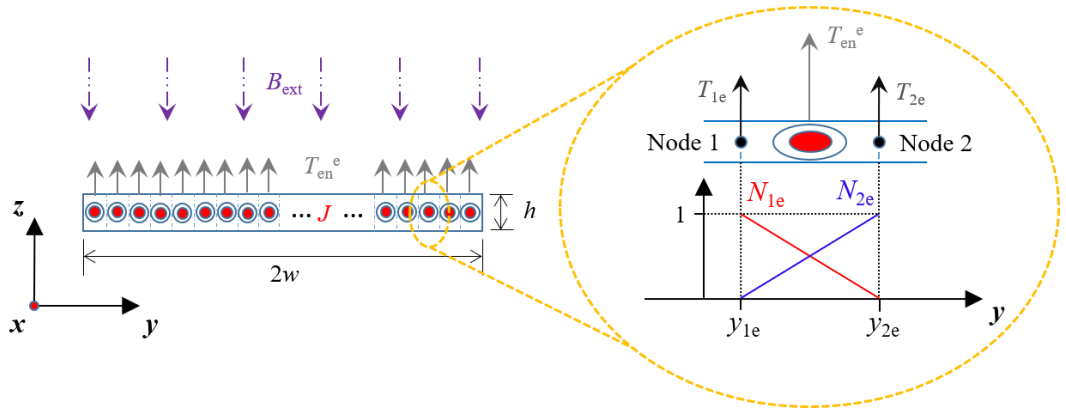 B_ext
T_en^e
... J ...
h
2w
z
x
y
T_en^e
T_1e
T_2e
Node 1
Node 2
N_1e
N_2e
1
y_1e
y_2e
y